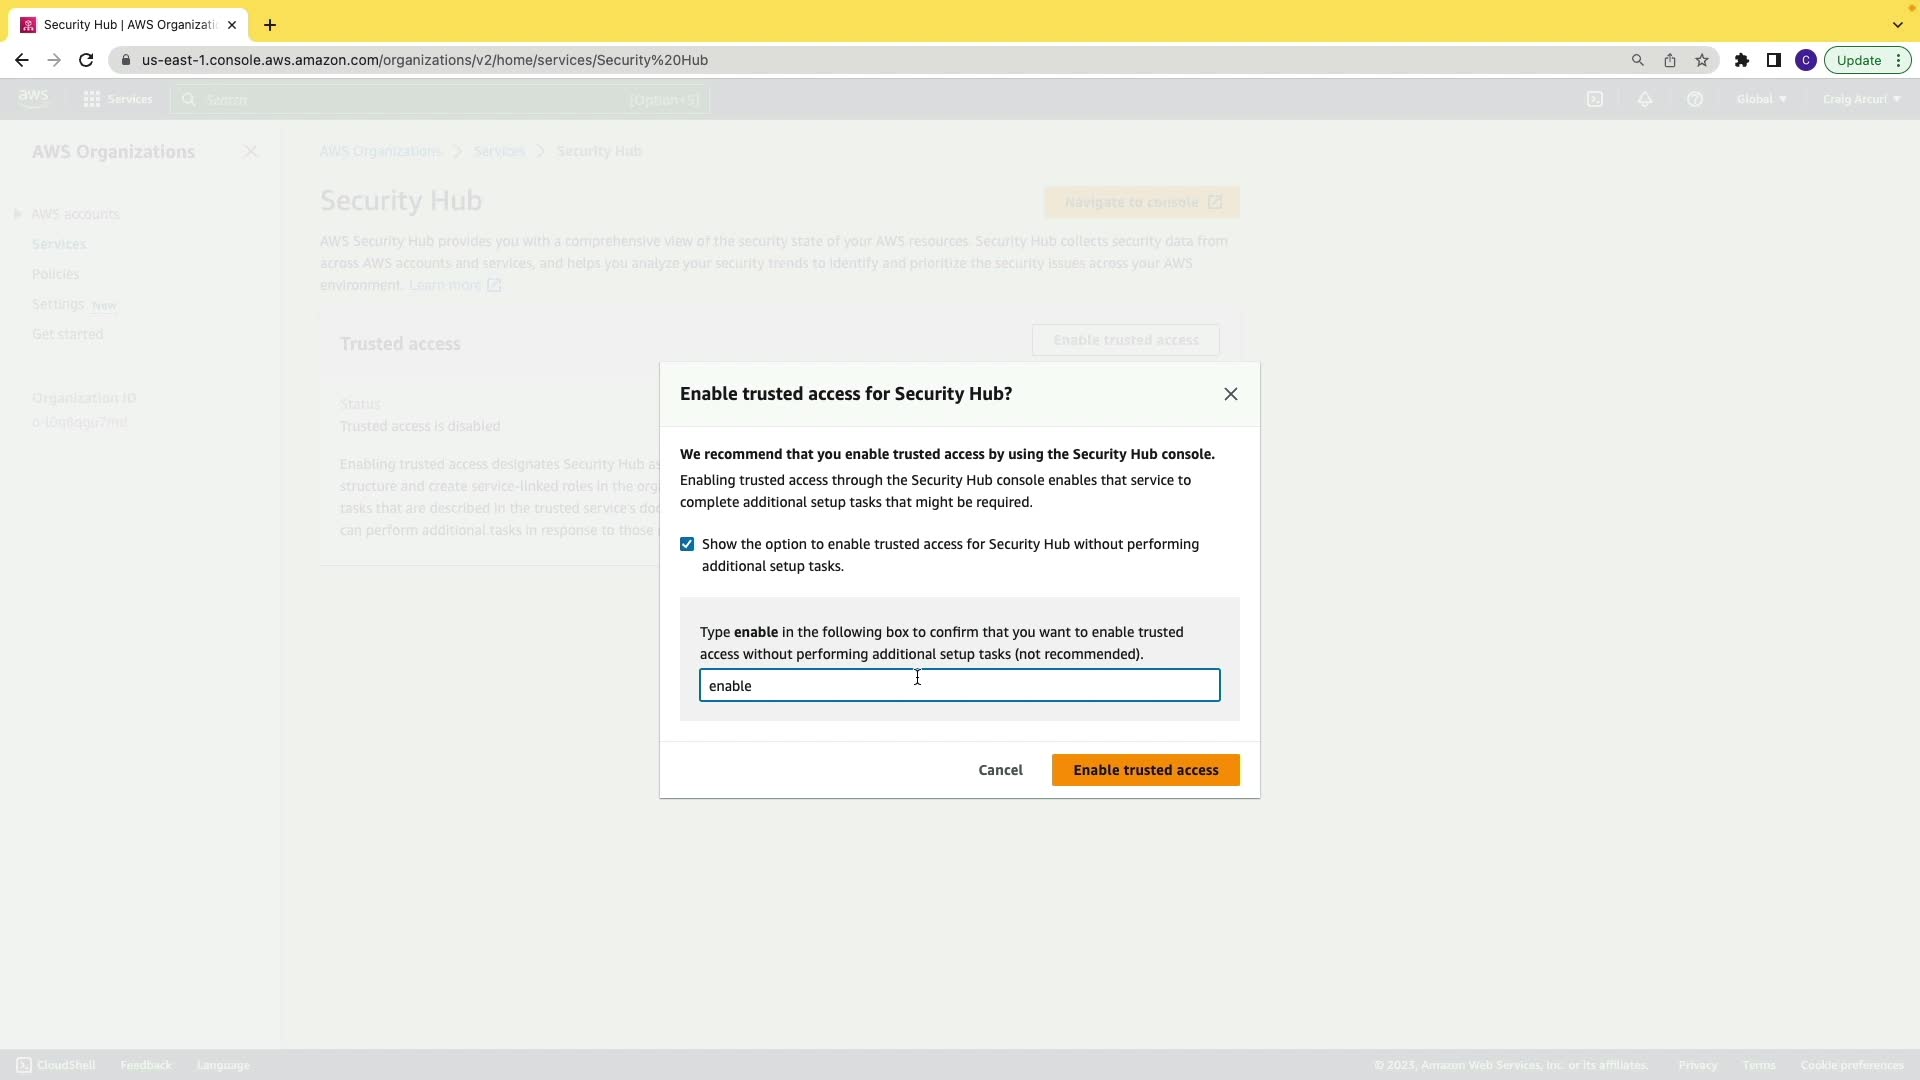 Security Hub | AWS Organizati
us-east-1.console.aws.amazon.com/organizations/v2/home/services/Security%20Hub
C
Update
aws
Services
Search
[Option+S]
Global
Craig Arcuri
AWS Organizations
AWS accounts
Services
Policies
Settings New
Get started
Organization ID
AWS Organizations
Services
Security Hub
Security Hub
Navigate to console
AWS Security Hub provides you with a comprehensive view of the security state of your AWS resources. Security Hub collects security data from
across AWS accounts and services, and helps you analyze your security trends to identify and prioritize the security issues across your AWS
environment. Learn more
Trusted access
Enable trusted access
Status
Trusted access is disabled
Enabling trusted access designates Security Hub as
structure and create service-linked roles in the org
tasks that are described in the trusted service's doc
can perform additional tasks in response to those
Enable trusted access for Security Hub?
We recommend that you enable trusted access by using the Security Hub console.
Enabling trusted access through the Security Hub console enables that service to
complete additional setup tasks that might be required.
Show the option to enable trusted access for Security Hub without performing
additional setup tasks.
Type enable in the following box to confirm that you want to enable trusted
access without performing additional setup tasks (not recommended).
enable
Cancel
Enable trusted access
CloudShell
Feedback
Language
© 2023, Amazon Web Services, Inc. or its affiliates.
Privacy
Terms
Cookie preferences